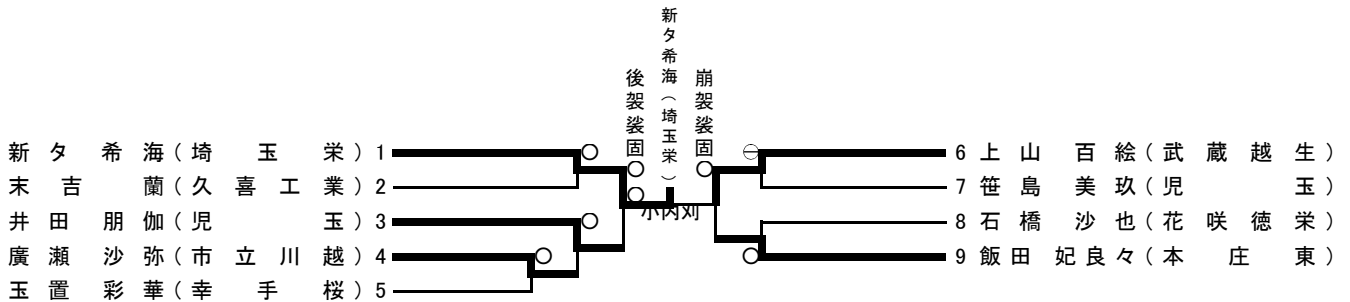 新タ希海（埼玉栄）
後袈裟固
崩袈裟固
新タ希海(埼玉栄) 1
末吉蘭(久喜工業) 2
井田朋伽(児玉) 3
廣瀬沙弥(市立川越) 4
玉置彩華(幸手桜) 5
小内刈
6 上山百絵(武蔵越生)
7 笹島美玖(児玉)
8 石橋沙也(花咲徳栄)
9 飯田妃良々(本庄東)